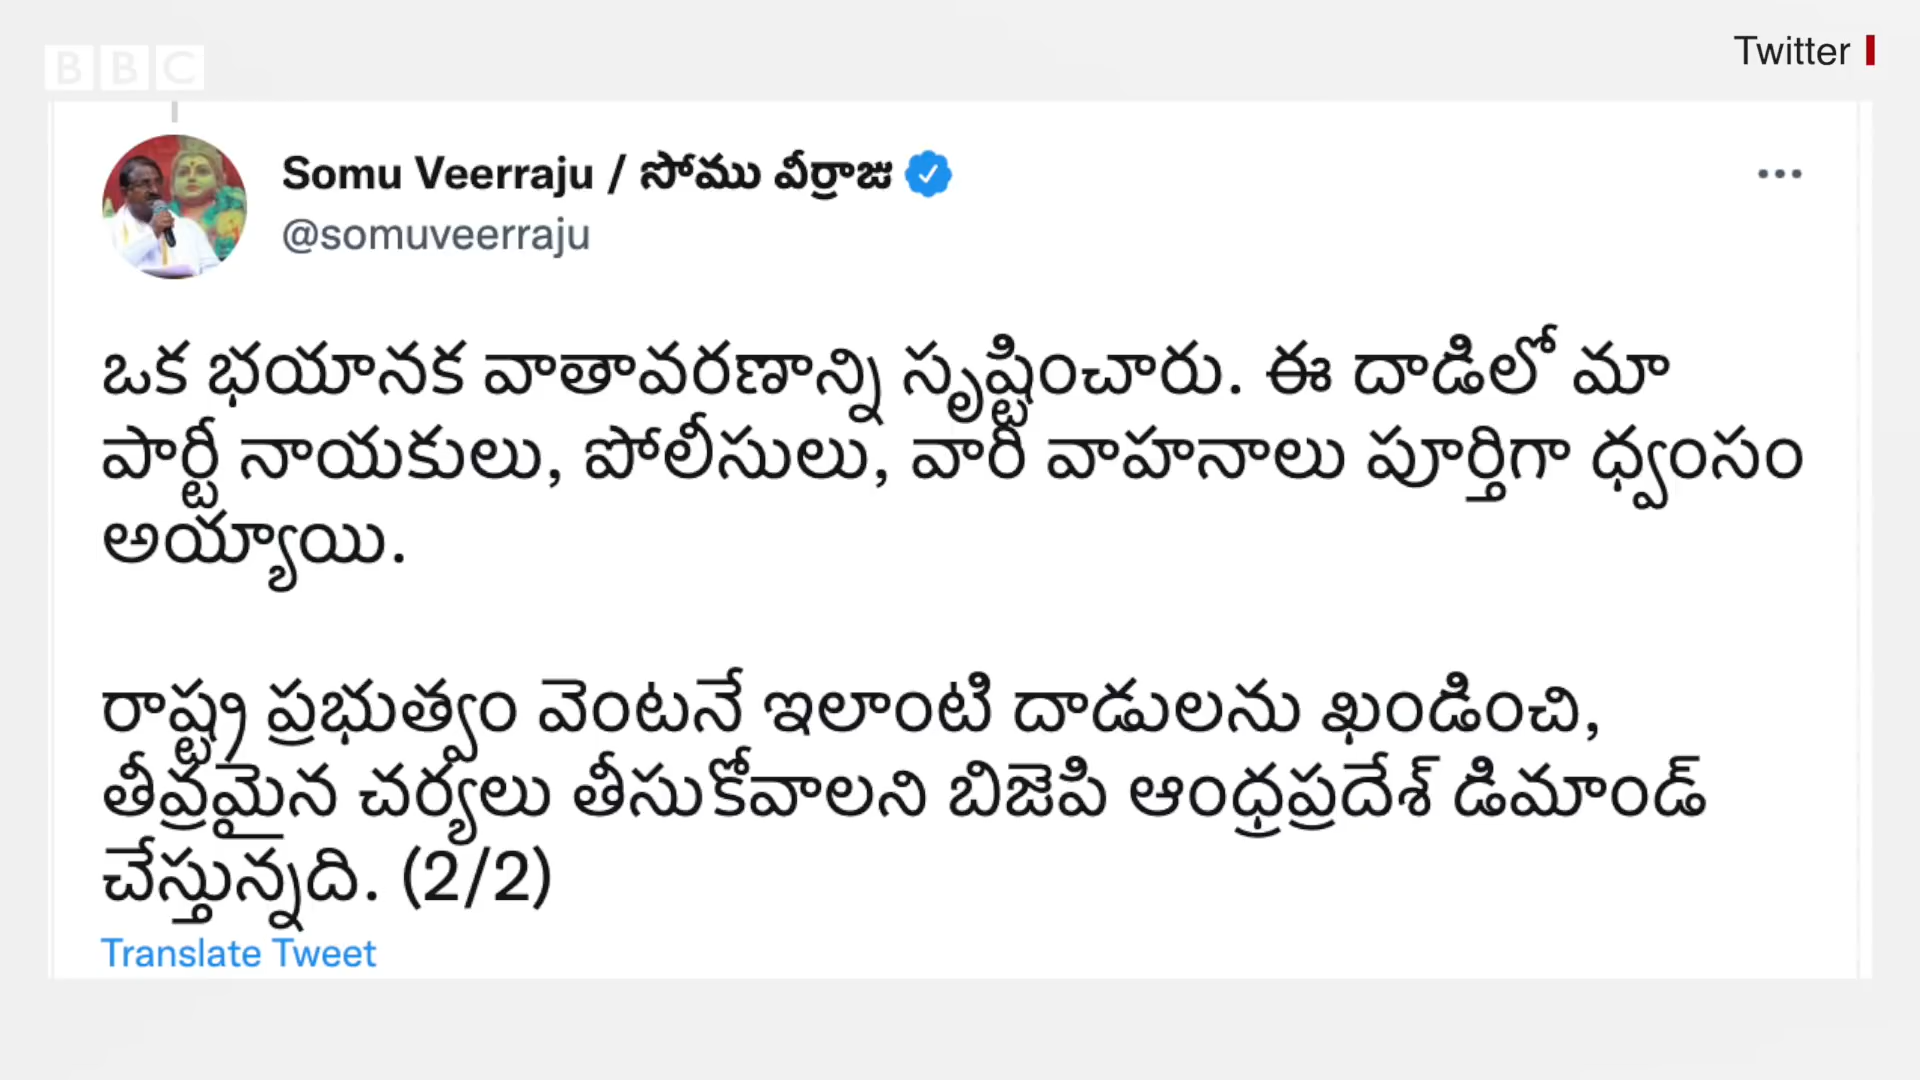 BBC
Twitter
Somu Veerraju / సోము వీర్రాజు
@somuveerraju
ఒక భయానక వాతావరణాన్ని సృష్టించారు. ఈ దాడిలో మా
పార్టీ నాయకులు, పోలీసులు, వారి వాహనాలు పూర్తిగా ధ్వంసం
అయ్యాయి.
రాష్ట్ర ప్రభుత్వం వెంటనే ఇలాంటి దాడులను ఖండించి,
తీవ్రమైన చర్యలు తీసుకోవాలని బిజెపి ఆంధ్రప్రదేశ్ డిమాండ్
చేస్తున్నది. (2/2)
Translate Tweet